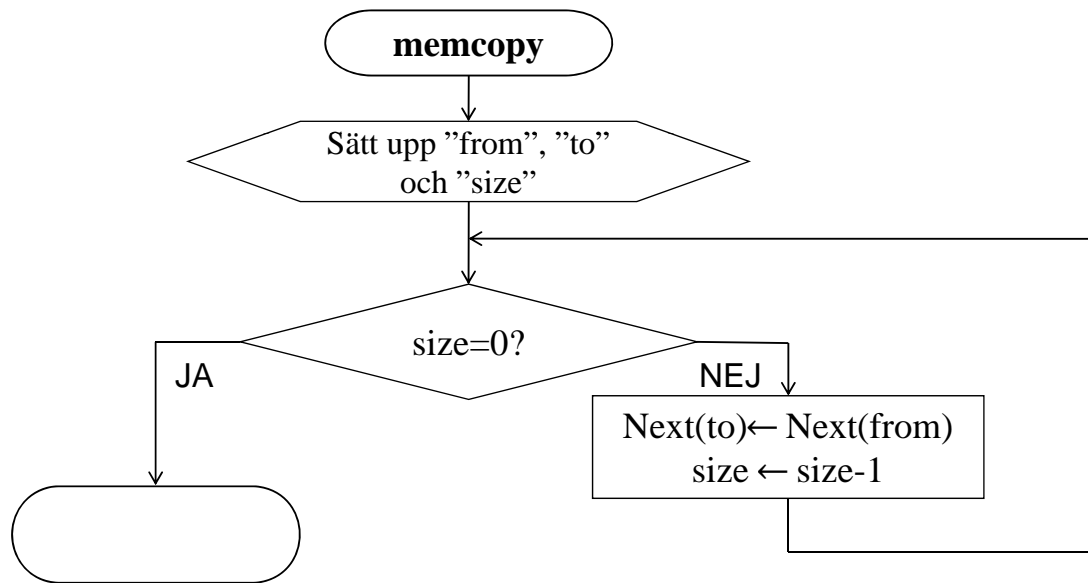 memcopy
Sätt upp ”from”, ”to”
och ”size”
size=0?
JA
NEJ
Next(to)← Next(from)
size ← size-1